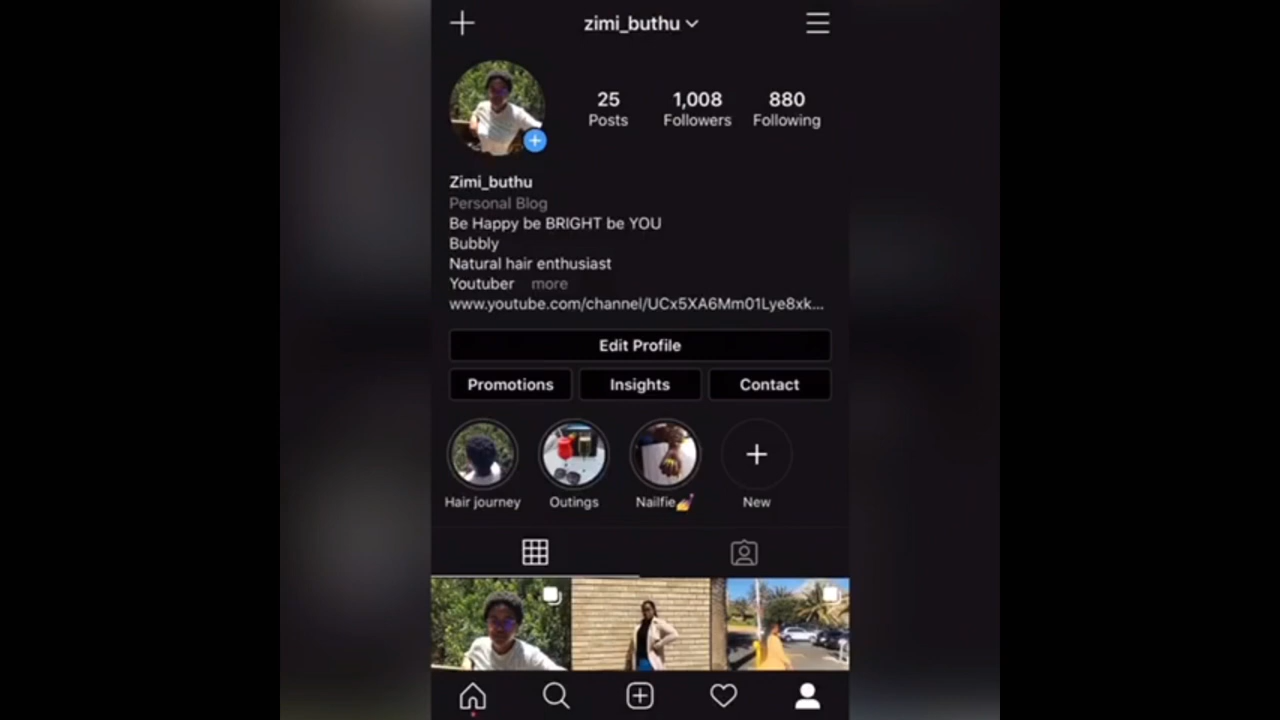 zimi_buthu
25 1,008 880
Posts Followers Following
Zimi_buthu
Personal Blog
Be Happy be BRIGHT be YOU
Bubbly
Natural hair enthusiast
Youtuber more
www.youtube.com/channel/UCx5XA6Mm01Lye8xk...
Edit Profile
Promotions Insights Contact
Hair journey Outings Nailfie💅 New